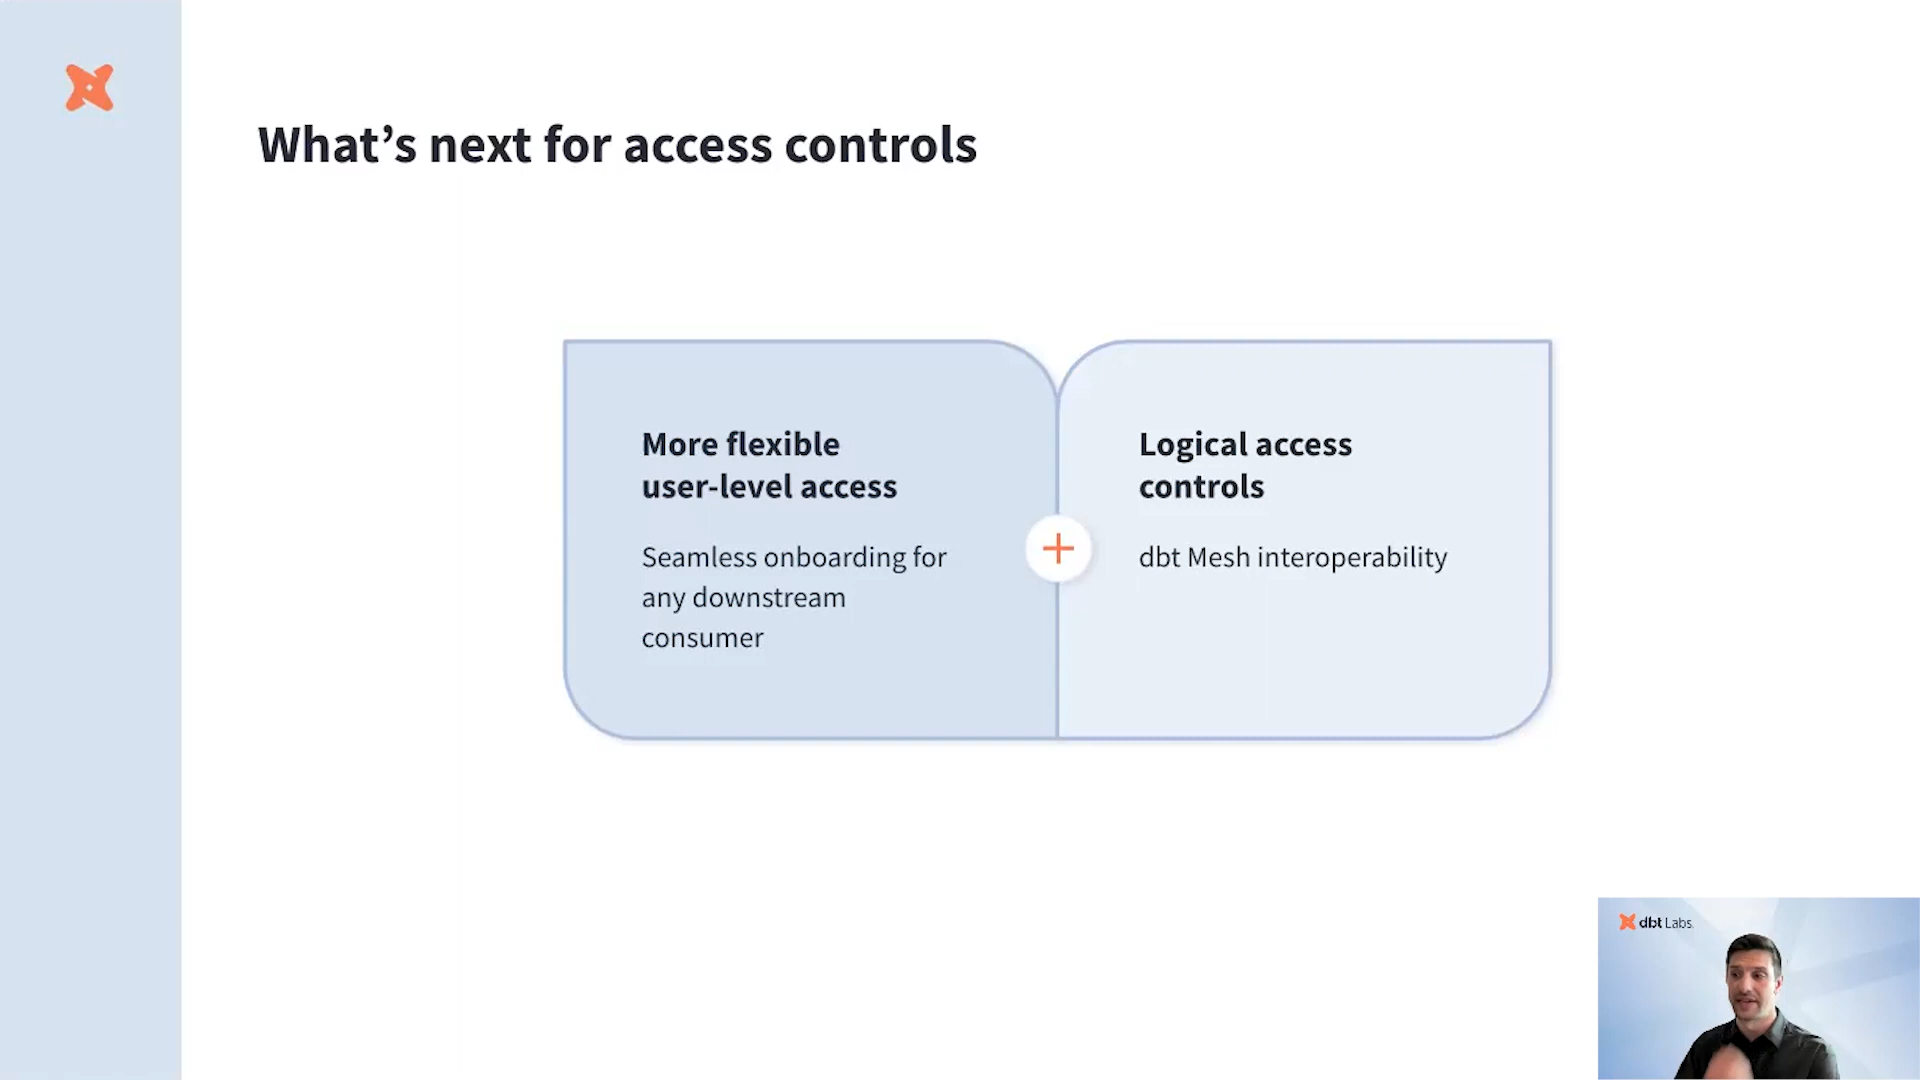 What’s next for access controls
More flexible
user-level access
Seamless onboarding for
any downstream
consumer
Logical access
controls
dbt Mesh interoperability
dbt Labs